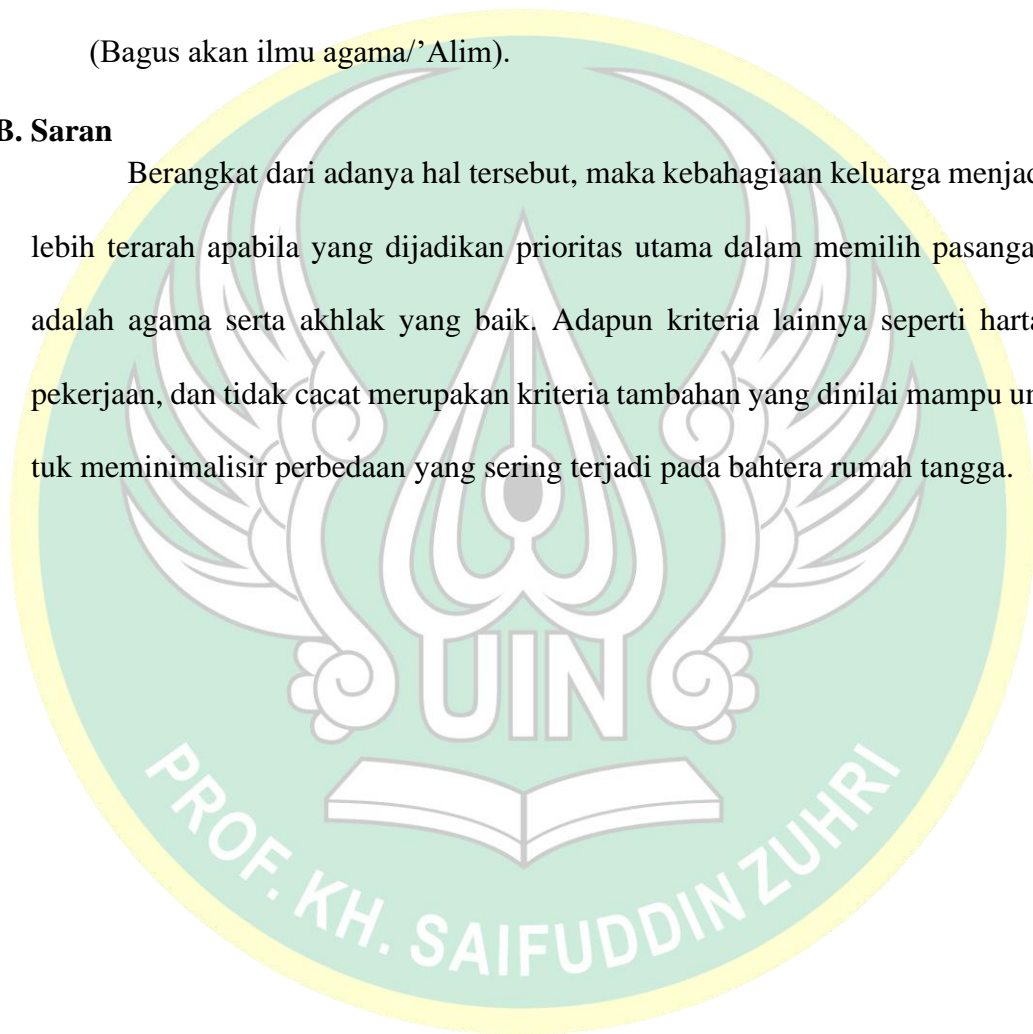 (Bagus akan ilmu agama/’Alim).
B. Saran
Berangkat dari adanya hal tersebut, maka kebahagiaan keluarga menjad
lebih terarah apabila yang dijadikan prioritas utama dalam memilih pasanga
adalah agama serta akhlak yang baik. Adapun kriteria lainnya seperti harta
pekerjaan, dan tidak cacat merupakan kriteria tambahan yang dinilai mampu un
tuk meminimalisir perbedaan yang sering terjadi pada bahtera rumah tangga.
UIN
PROF. KH. SAIFUDDIN ZUHRI